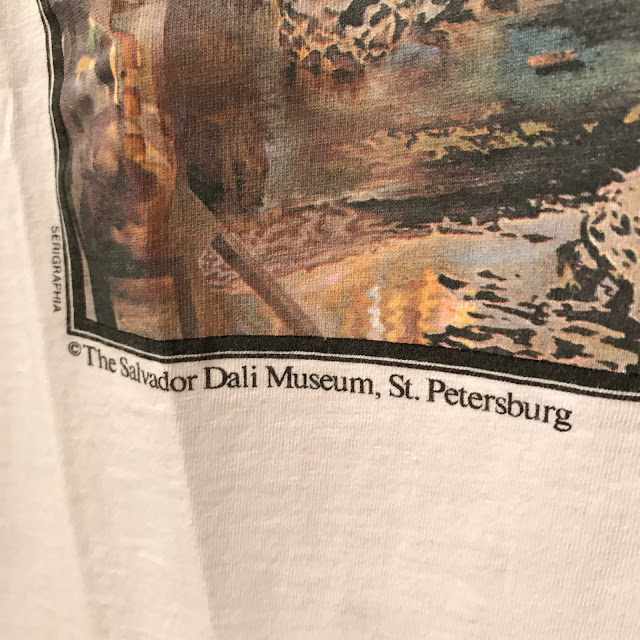 SERIGRAPHIA
© The Salvador Dali Museum, St. Petersburg